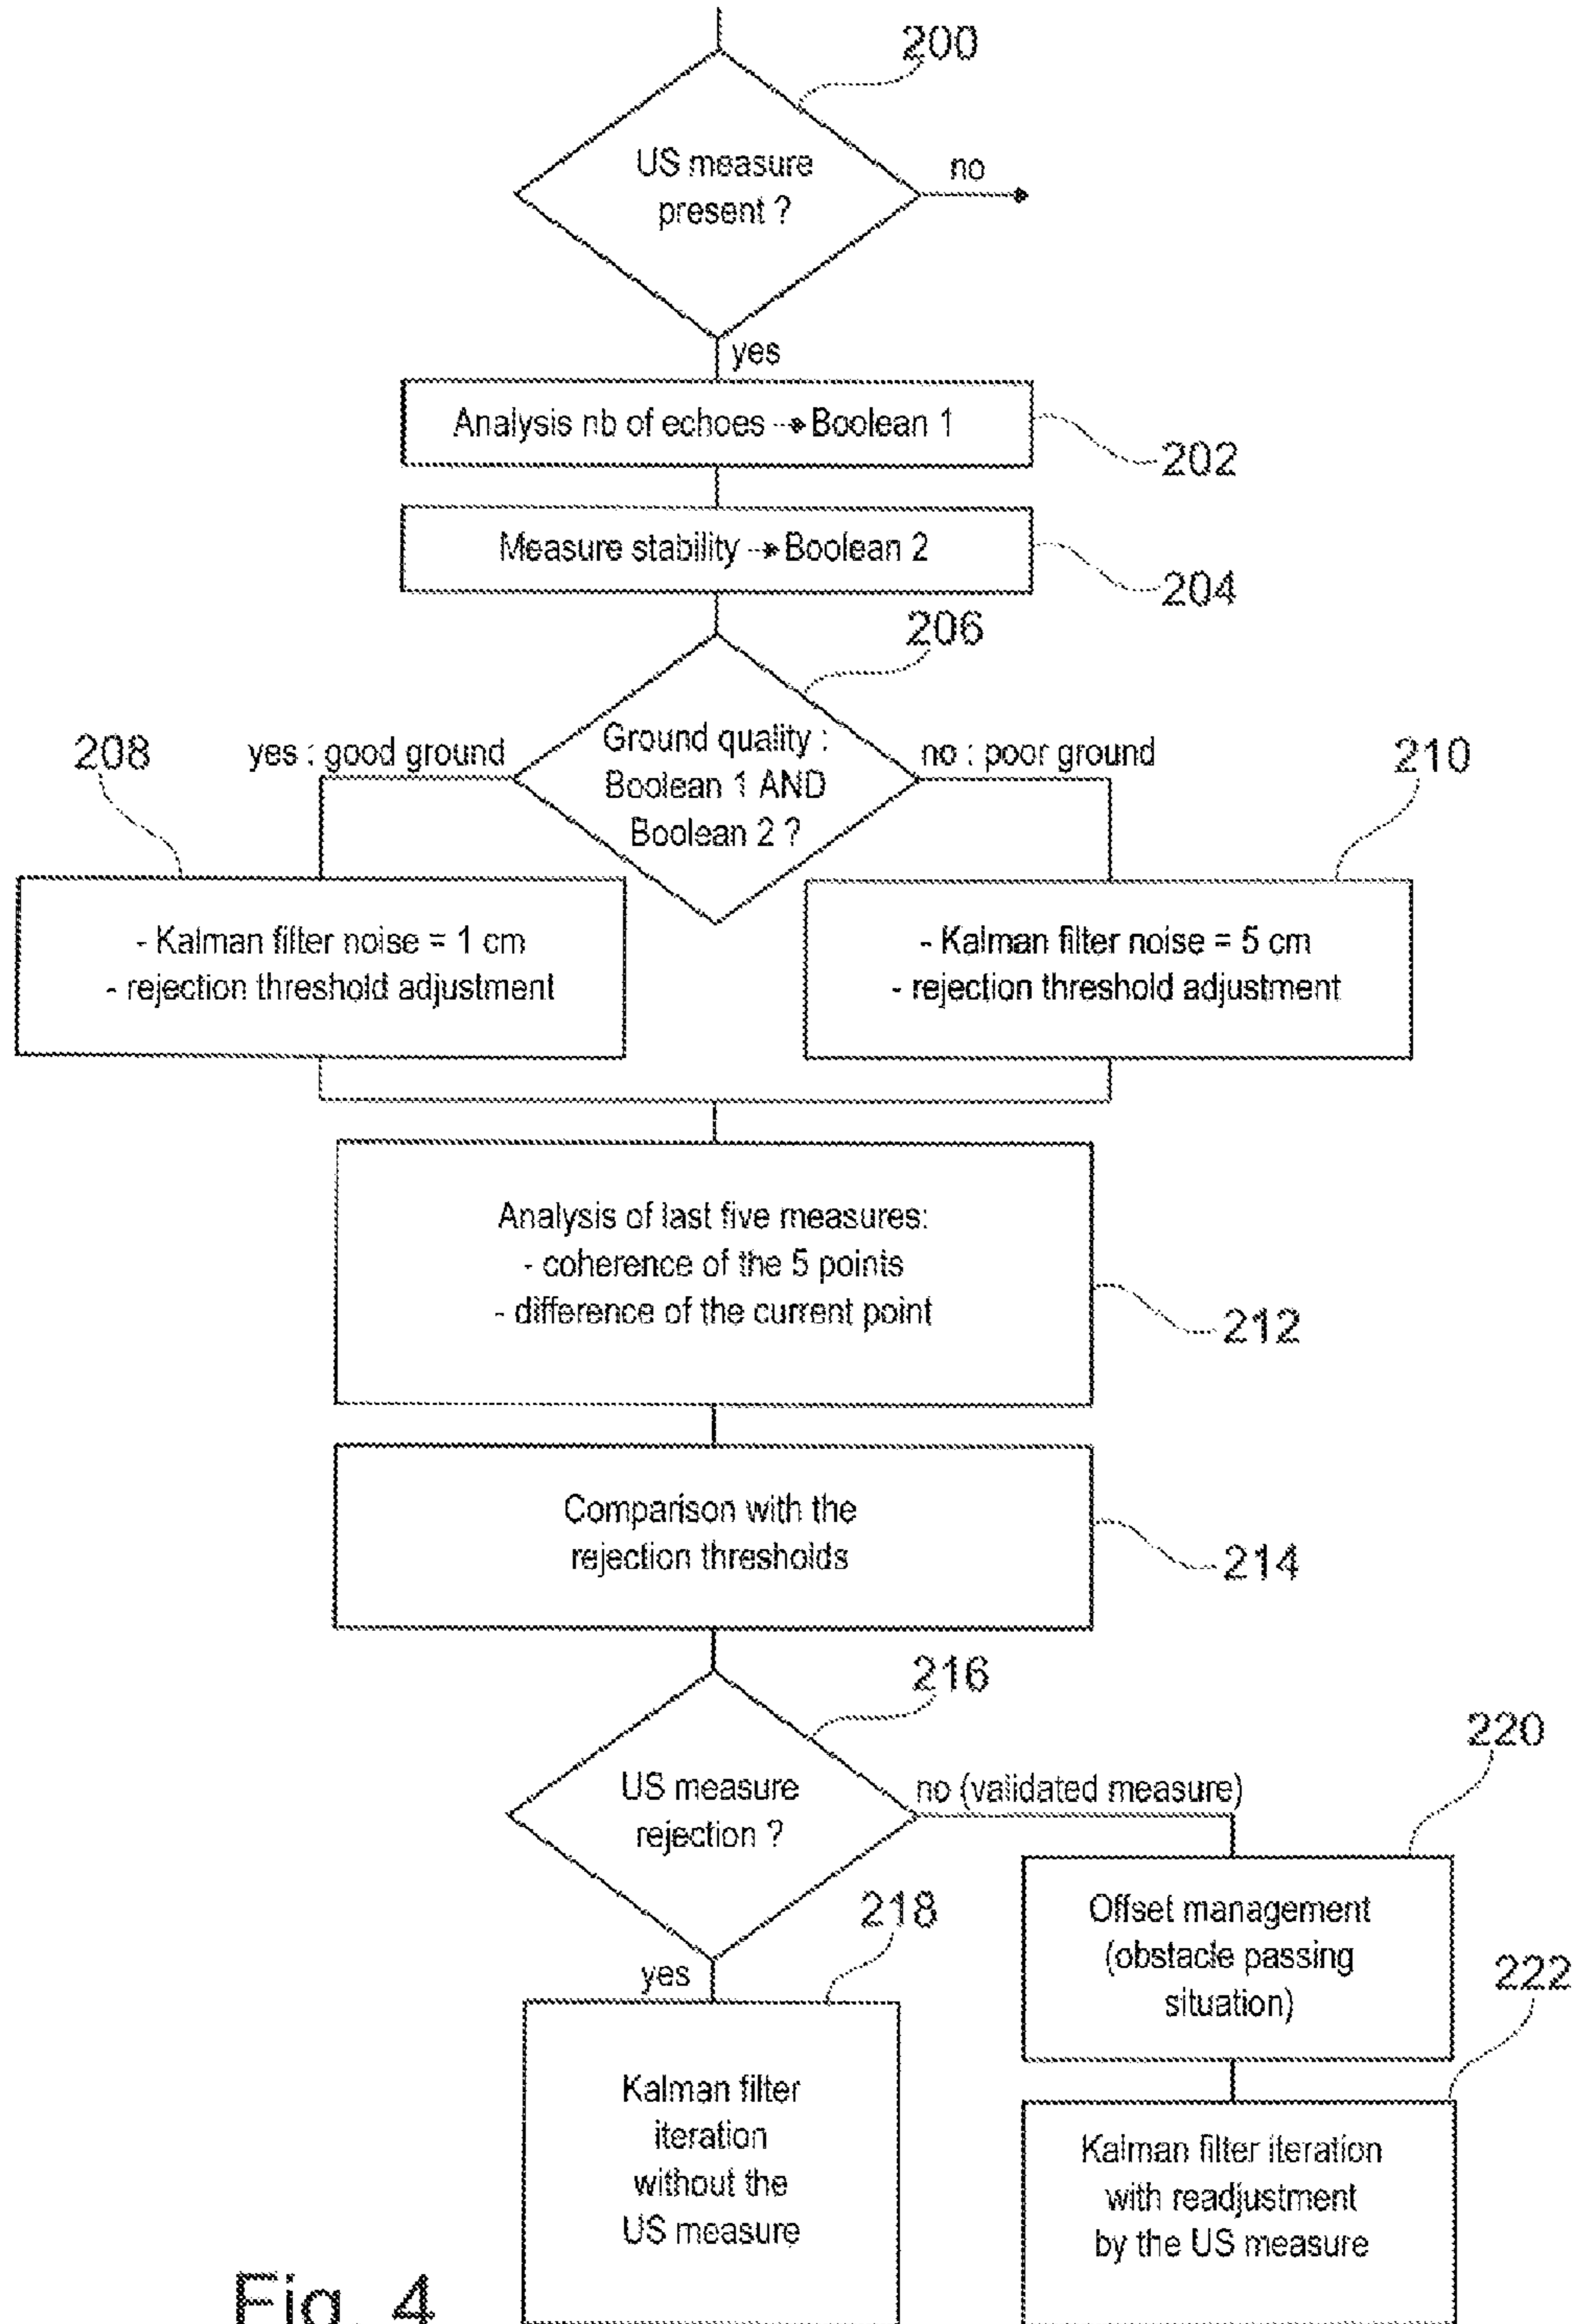 200
US measure
present ?
no
yes
Analysis nb of echoes → Boolean 1
202
Measure stability → Boolean 2
204
206
208
yes : good ground
Ground quality :
Boolean 1 AND
Boolean 2 ?
no : poor ground
210
- Kalman filter noise = 1 cm
- rejection threshold adjustment
- Kalman filter noise = 5 cm
- rejection threshold adjustment
Analysis of last five measures:
- coherence of the 5 points
- difference of the current point
212
Comparison with the
rejection thresholds
214
216
US measure
rejection ?
no (validated measure)
220
218
yes
Offset management
(obstacle passing
situation)
222
Kalman filter
iteration
without the
US measure
Kalman filter iteration
with readjustment
by the US measure
Fig. 4